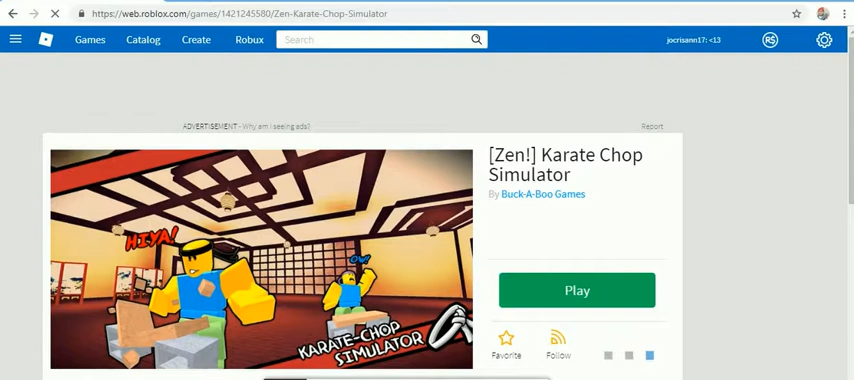 https://web.roblox.com/games/1421245580/Zen-Karate-Chop-Simulator
Games Catalog Create Robux Search jocrisann17: <13 R$
ADVERTISEMENT - Why am I seeing ads? Report
[Zen!] Karate Chop
Simulator
By Buck-A-Boo Games
HIYA!
OW!
KARATE-CHOP
SIMULATOR
Play
Favorite Follow